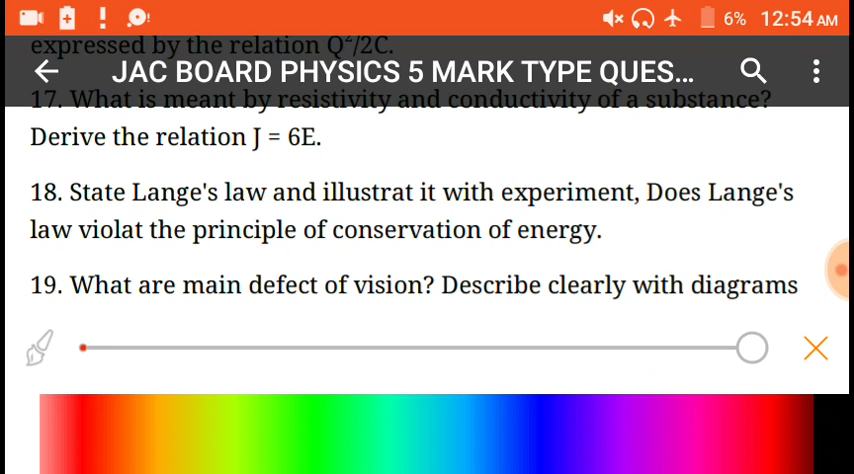 6% 12:54 AM
expressed by the relation Q²/2C.
JAC BOARD PHYSICS 5 MARK TYPE QUES...
17. What is meant by resistivity and conductivity of a substance?
Derive the relation J = 6E.
18. State Lange's law and illustrat it with experiment, Does Lange's
law violat the principle of conservation of energy.
19. What are main defect of vision? Describe clearly with diagrams